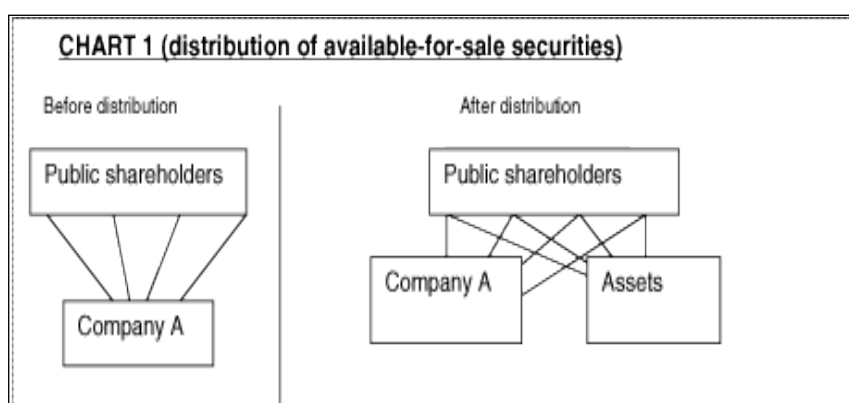 CHART 1 (distribution of available-for-sale securities)
Before distribution
After distribution
Public shareholders
Public shareholders
Company A
Company A
Assets